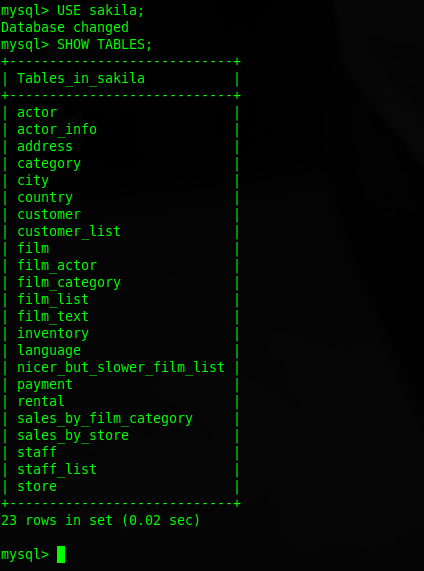 mysql> USE sakila;
Database changed
mysql> SHOW TABLES;
+----------------------------+
| Tables_in_sakila           |
+----------------------------+
| actor                      |
| actor_info                 |
| address                    |
| category                   |
| city                       |
| country                    |
| customer                   |
| customer_list              |
| film                       |
| film_actor                 |
| film_category              |
| film_list                  |
| film_text                  |
| inventory                  |
| language                   |
| nicer_but_slower_film_list |
| payment                    |
| rental                     |
| sales_by_film_category     |
| sales_by_store             |
| staff                      |
| staff_list                 |
| store                      |
+----------------------------+
23 rows in set (0.02 sec)
mysql>